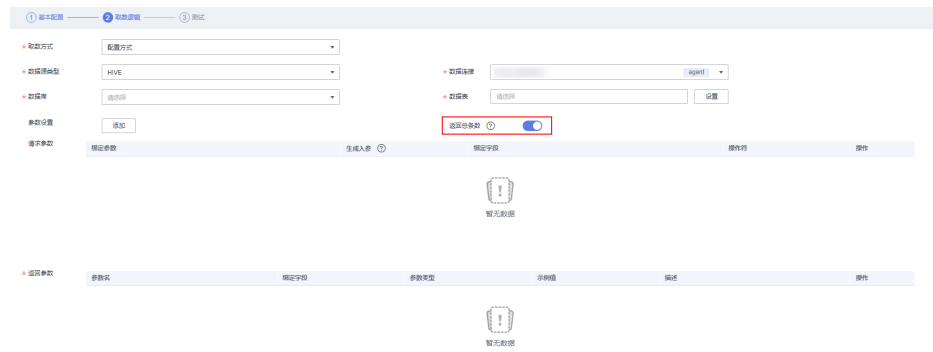 1 基本配置 2 取数逻辑 3 测试
* 取数方式 配置方式
* 数据源类型 HIVE * 数据连接 agent
* 数据库 请选择 * 数据表 请选择 设置
参数设置 添加 返回总条数 ?
请求参数 绑定参数 生成入参 ? 绑定字段 操作符 操作
暂无数据
* 返回参数 参数名 绑定字段 参数类型 示例值 描述 操作
暂无数据